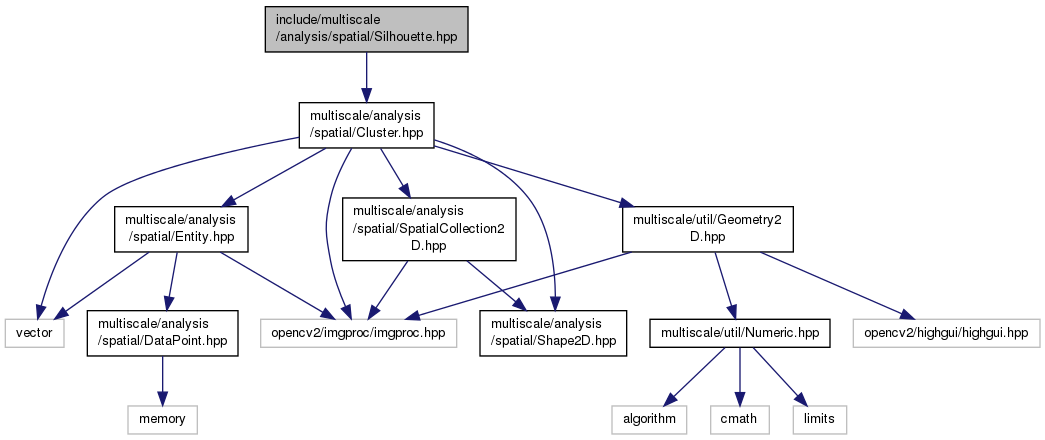 include/multiscale
/analysis/spatial/Silhouette.hpp
multiscale/analysis
/spatial/Cluster.hpp
multiscale/analysis
/spatial/Entity.hpp
multiscale/analysis
/spatial/SpatialCollection2
D.hpp
multiscale/util/Geometry2
D.hpp
vector
multiscale/analysis
/spatial/DataPoint.hpp
opencv2/imgproc/imgproc.hpp
multiscale/analysis
/spatial/Shape2D.hpp
multiscale/util/Numeric.hpp
opencv2/highgui/highgui.hpp
memory
algorithm
cmath
limits